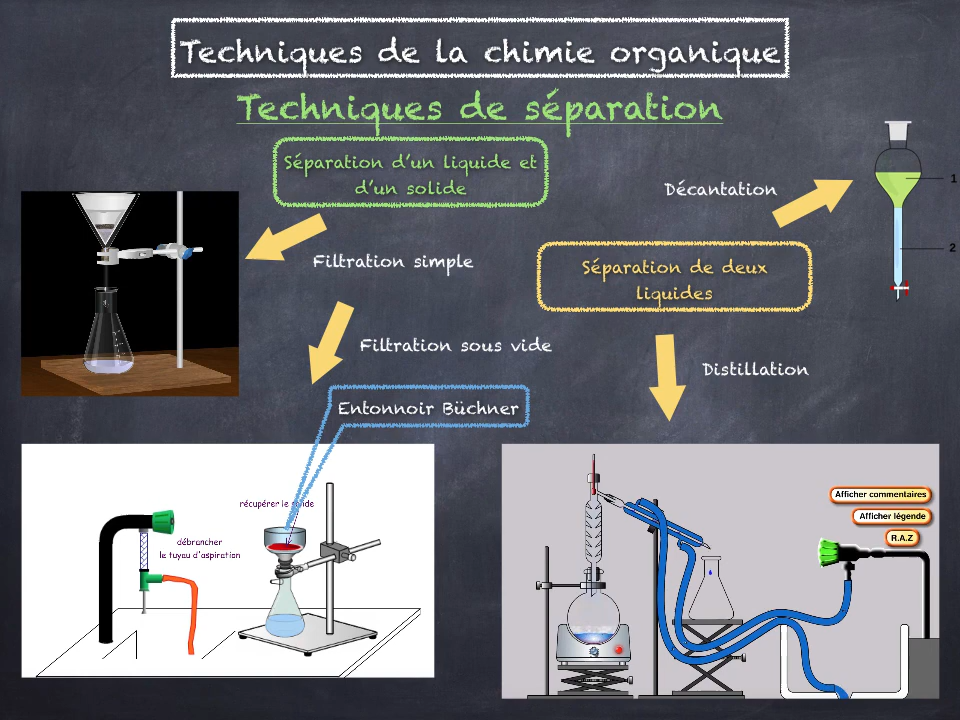 Techniques de la chimie organique
Techniques de séparation
Séparation d'un liquide et
d'un solide
Décantation
1
2
Filtration simple
Séparation de deux
liquides
Filtration sous vide
Distillation
Entonnoir Büchner
récupérer le solide
débrancher
le tuyau d'aspiration
Afficher commentaires
Afficher légende
R.A.Z